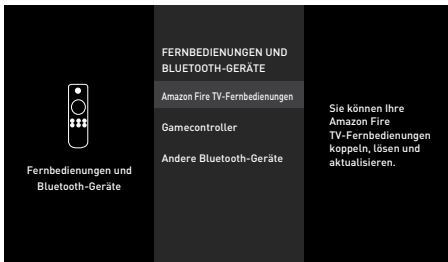 Fernbedienungen und
Bluetooth-Geräte
FERNBEDIENUNGEN UND
BLUETOOTH-GERÄTE
Amazon Fire TV-Fernbedienungen
Gamecontroller
Andere Bluetooth-Geräte
Sie können Ihre
Amazon Fire
TV-Fernbedienungen
koppeln, lösen und
aktualisieren.